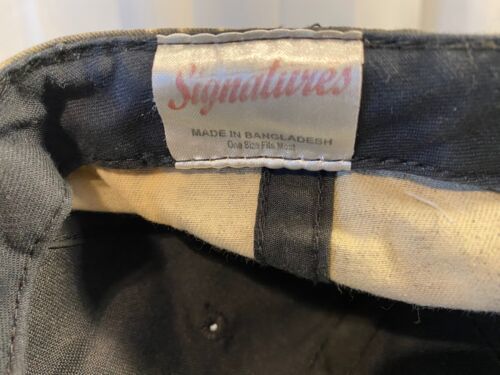 Signatures
MADE IN BANGLADESH
One Size Fits Most